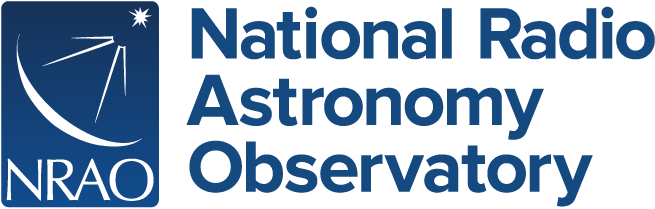 NRAO
National Radio
Astronomy
Observatory